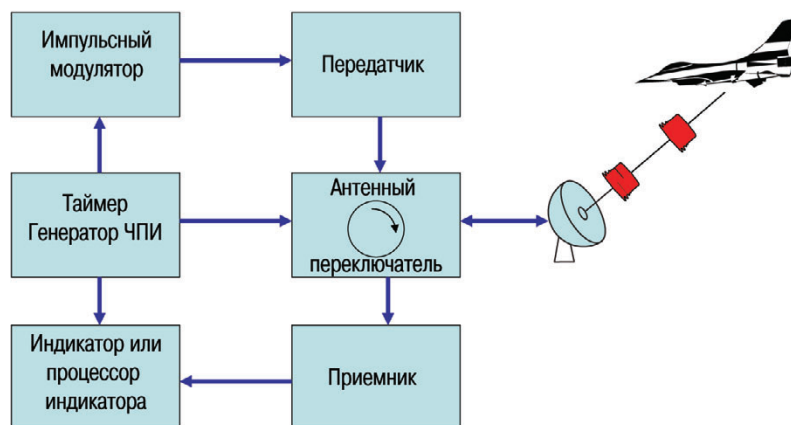 Импульсный
модулятор
Передатчик
Таймер
Генератор ЧПИ
Антенный
переключатель
Индикатор или
процессор
индикатора
Приемник